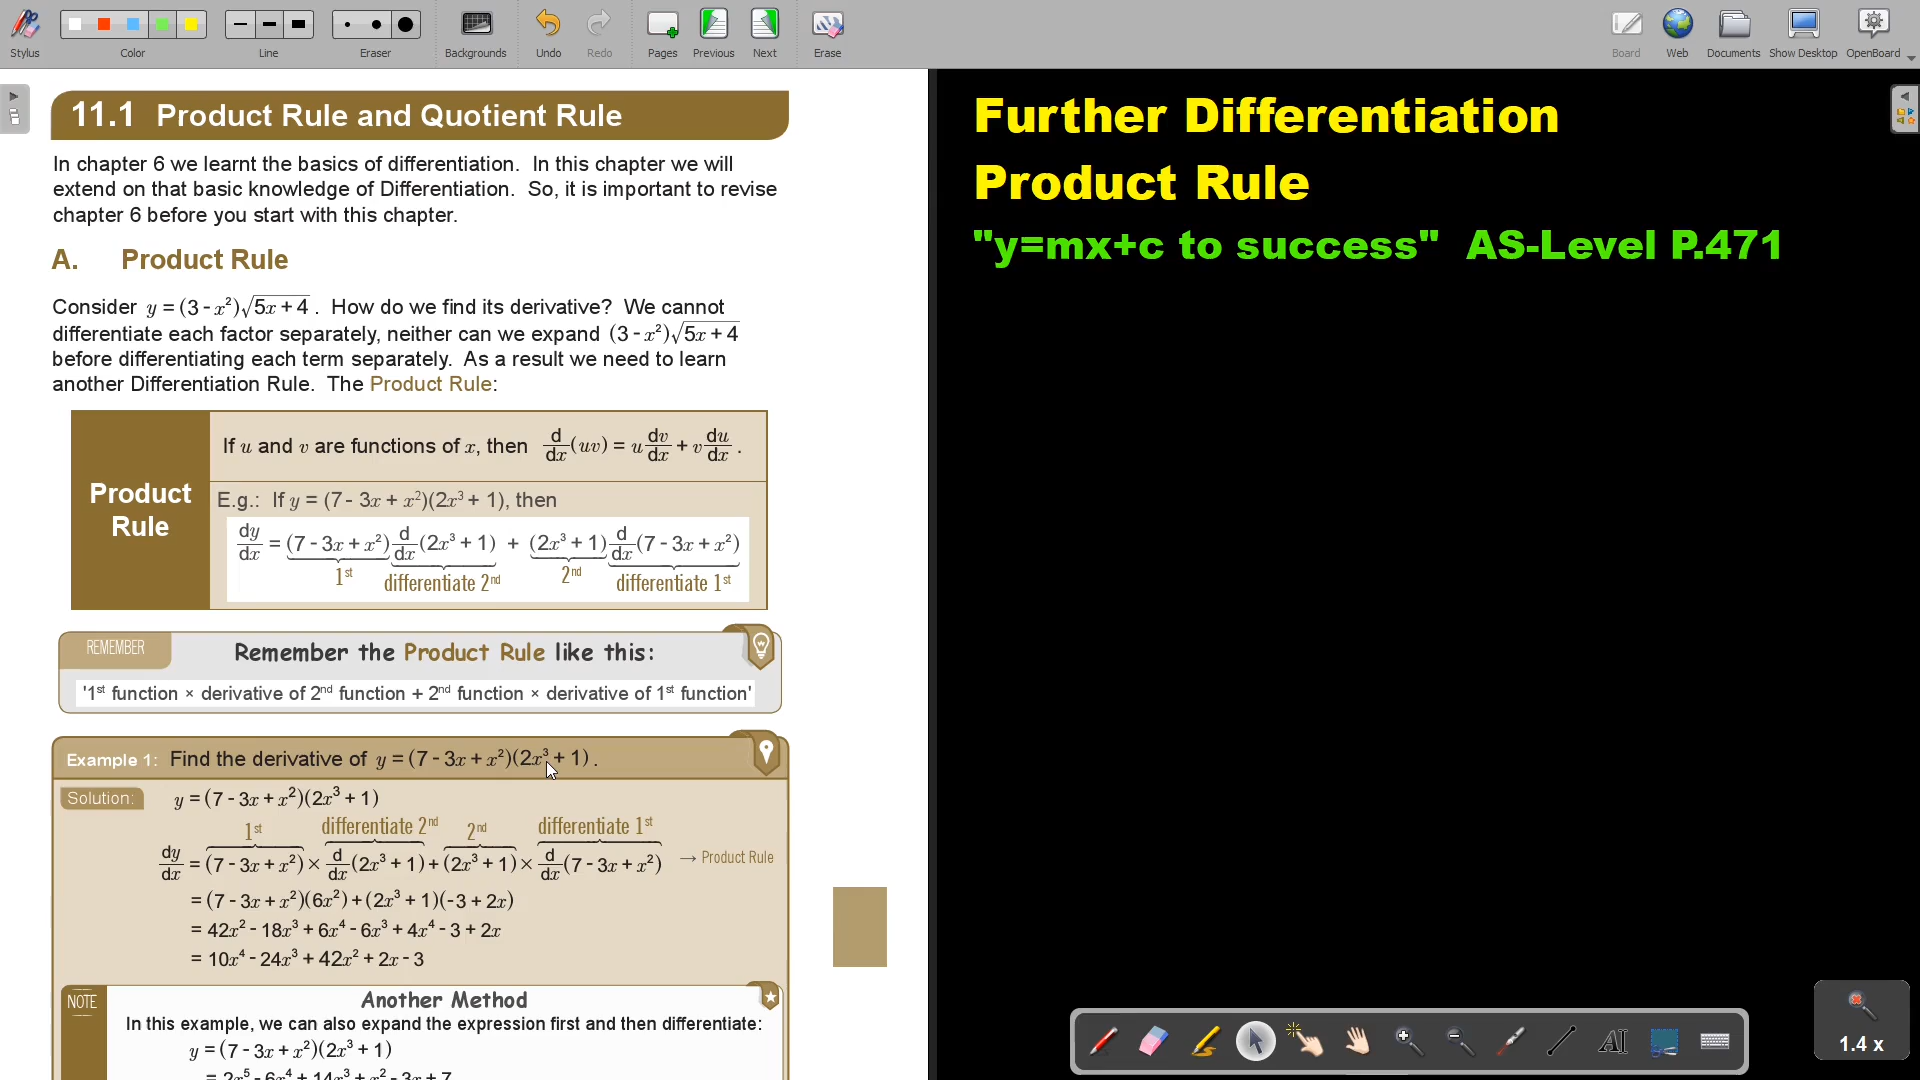 Stylus Color Line Eraser Backgrounds Undo Redo Pages Previous Next Erase Board Web Documents Show Desktop OpenBoard
11.1 Product Rule and Quotient Rule
In chapter 6 we learnt the basics of differentiation. In this chapter we will
extend on that basic knowledge of Differentiation. So, it is important to revise
chapter 6 before you start with this chapter.
A. Product Rule
Consider y = (3 - x²)√(5x + 4) . How do we find its derivative? We cannot
differentiate each factor separately, neither can we expand (3 - x²)√(5x + 4)
before differentiating each term separately. As a result we need to learn
another Differentiation Rule. The Product Rule:
Product
Rule
If u and v are functions of x, then d/dx (uv) = u dv/dx + v du/dx .
E.g.: If y = (7 - 3x + x²)(2x³ + 1), then
dy/dx = (7 - 3x + x²) d/dx (2x³ + 1) + (2x³ + 1) d/dx (7 - 3x + x²)
1st differentiate 2nd 2nd differentiate 1st
REMEMBER
Remember the Product Rule like this:
'1st function × derivative of 2nd function + 2nd function × derivative of 1st function'
Example 1: Find the derivative of y = (7 - 3x + x²)(2x³ + 1) .
Solution: y = (7 - 3x + x²)(2x³ + 1)
1st differentiate 2nd 2nd differentiate 1st
dy/dx = (7 - 3x + x²) × d/dx (2x³ + 1) + (2x³ + 1) × d/dx (7 - 3x + x²) → Product Rule
= (7 - 3x + x²)(6x²) + (2x³ + 1)(-3 + 2x)
= 42x² - 18x³ + 6x⁴ - 6x³ + 4x⁴ - 3 + 2x
= 10x⁴ - 24x³ + 42x² + 2x - 3
NOTE
Another Method
In this example, we can also expand the expression first and then differentiate:
y = (7 - 3x + x²)(2x³ + 1)
= 2x⁵ - 6x⁴ + 14x³ + x² - 3x + 7
Further Differentiation
Product Rule
"y=mx+c to success" AS-Level P.471
1.4 x